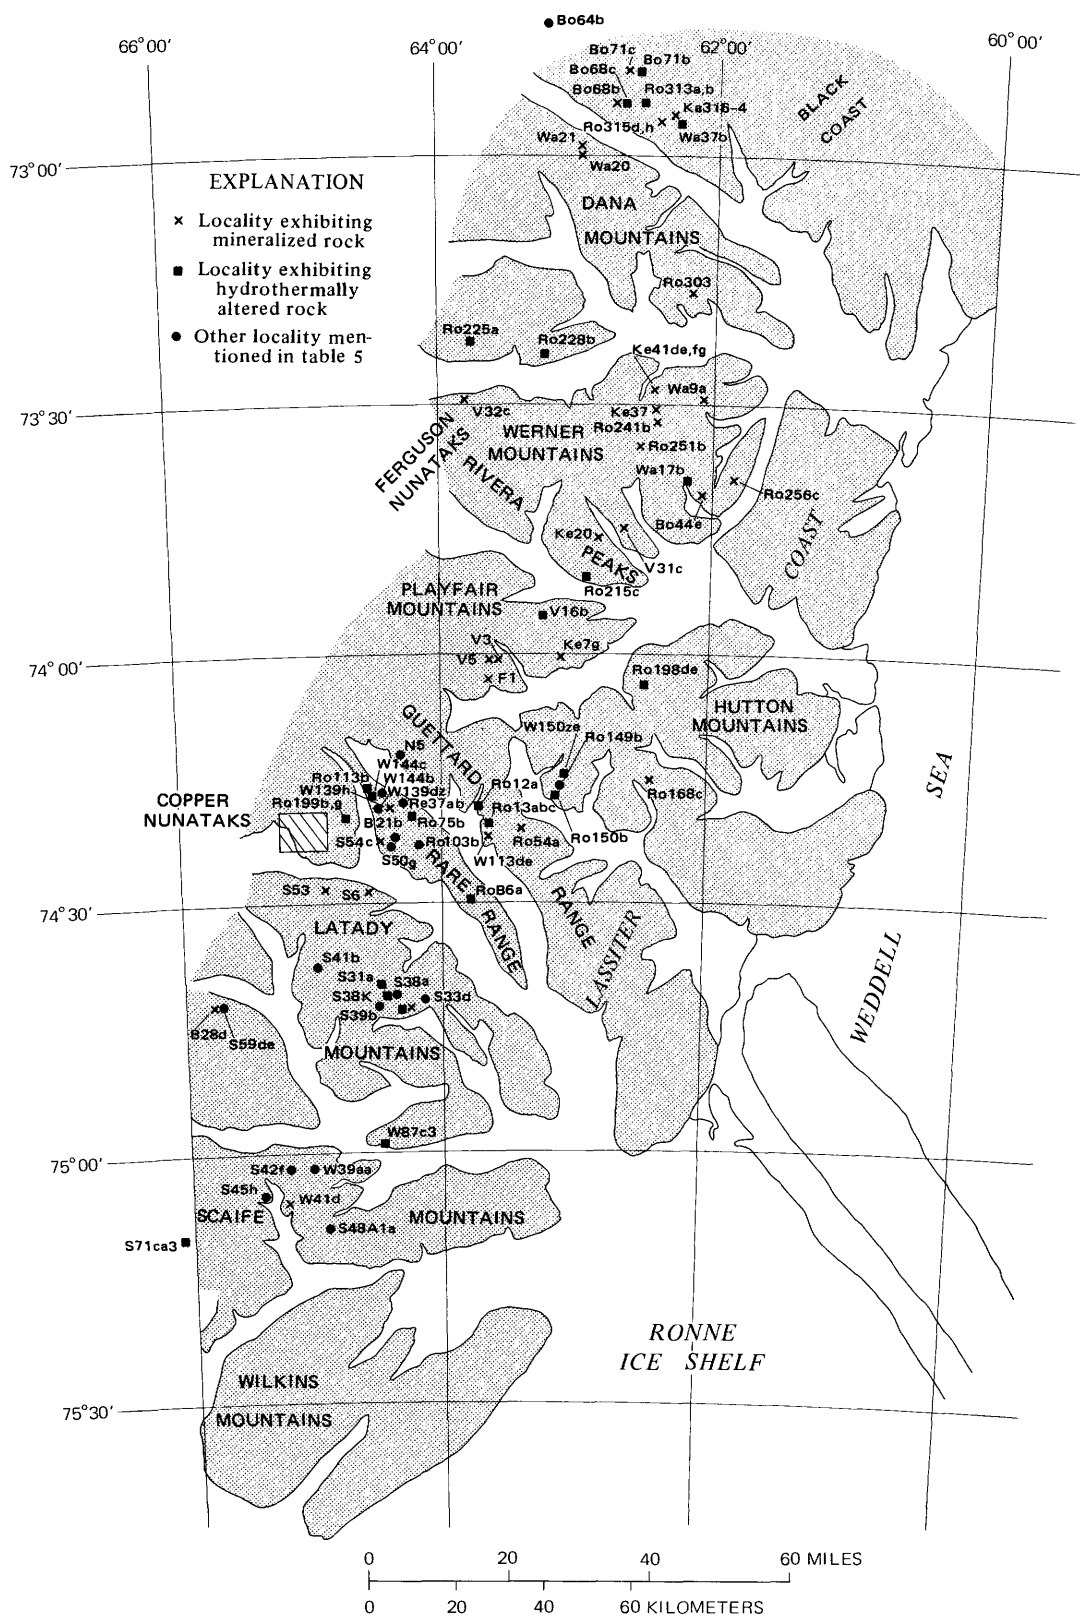 Bo64b
66°00′
64°00′
62°00′
60°00′
Bo71c
Bo71b
Bo68c
Bo68b
Ro313a,b
Ka316-4
Ro315d,h
Wa37b
BLACK
COAST
Wa21
Wa20
73°00′
EXPLANATION
× Locality exhibiting
mineralized rock
■ Locality exhibiting
hydrothermally
altered rock
● Other locality men-
tioned in table 5
DANA
MOUNTAINS
Ro303
Ro225a
Ro228b
Ke41de,fg
Wa9a
73°30′
V32c
Ke37
Ro241b
FERGUSON
NUNATAKS
WERNER
MOUNTAINS
Ro251b
Wa17b
RIVERA
PEAKS
Ro256c
Bo44e
Ke20
V31c
Ro215c
COAST
PLAYFAIR
MOUNTAINS
V16b
V3
V5
Ke7g
F1
74°00′
Ro198de
HUTTON
MOUNTAINS
GUETTARD
W150ze
Ro149b
N5
W144c
Ro113b
W144b
W139h
W139dz
Ro12a
Ro199b,g
Re37ab
Ro13abc
Ro168c
COPPER
NUNATAKS
B21b
Ro75b
Ro150b
S54c
Ro103b
Ro54a
S50g
W113de
SEA
RARE
RANGE
S53
S6
RoB6a
RANGE
74°30′
LATADY
LASSITER
WEDDELL
S41b
S31a
S38a
S38K
S33d
S39b
B28d
S59de
MOUNTAINS
W87c3
75°00′
S42f
W39aa
S45h
W41d
SCAIFE
MOUNTAINS
S48A1a
S71ca3
RONNE
ICE SHELF
WILKINS
MOUNTAINS
75°30′
0 20 40 60 MILES
0 20 40 60 KILOMETERS